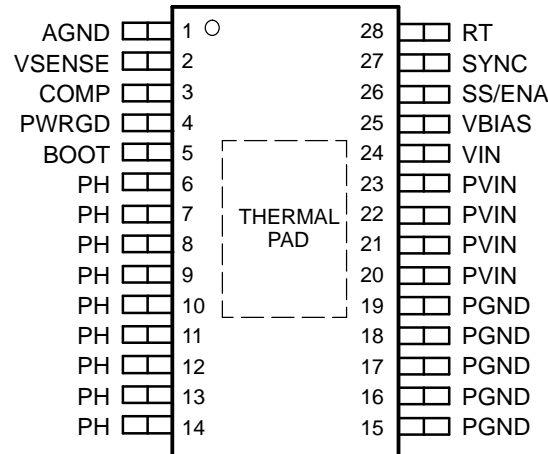 AGND 1 28 RT
VSENSE 2 27 SYNC
COMP 3 26 SS/ENA
PWRGD 4 25 VBIAS
BOOT 5 24 VIN
PH 6 23 PVIN
PH 7 22 PVIN
PH 8 21 PVIN
PH 9 20 PVIN
PH 10 19 PGND
PH 11 18 PGND
PH 12 17 PGND
PH 13 16 PGND
PH 14 15 PGND
THERMAL
PAD